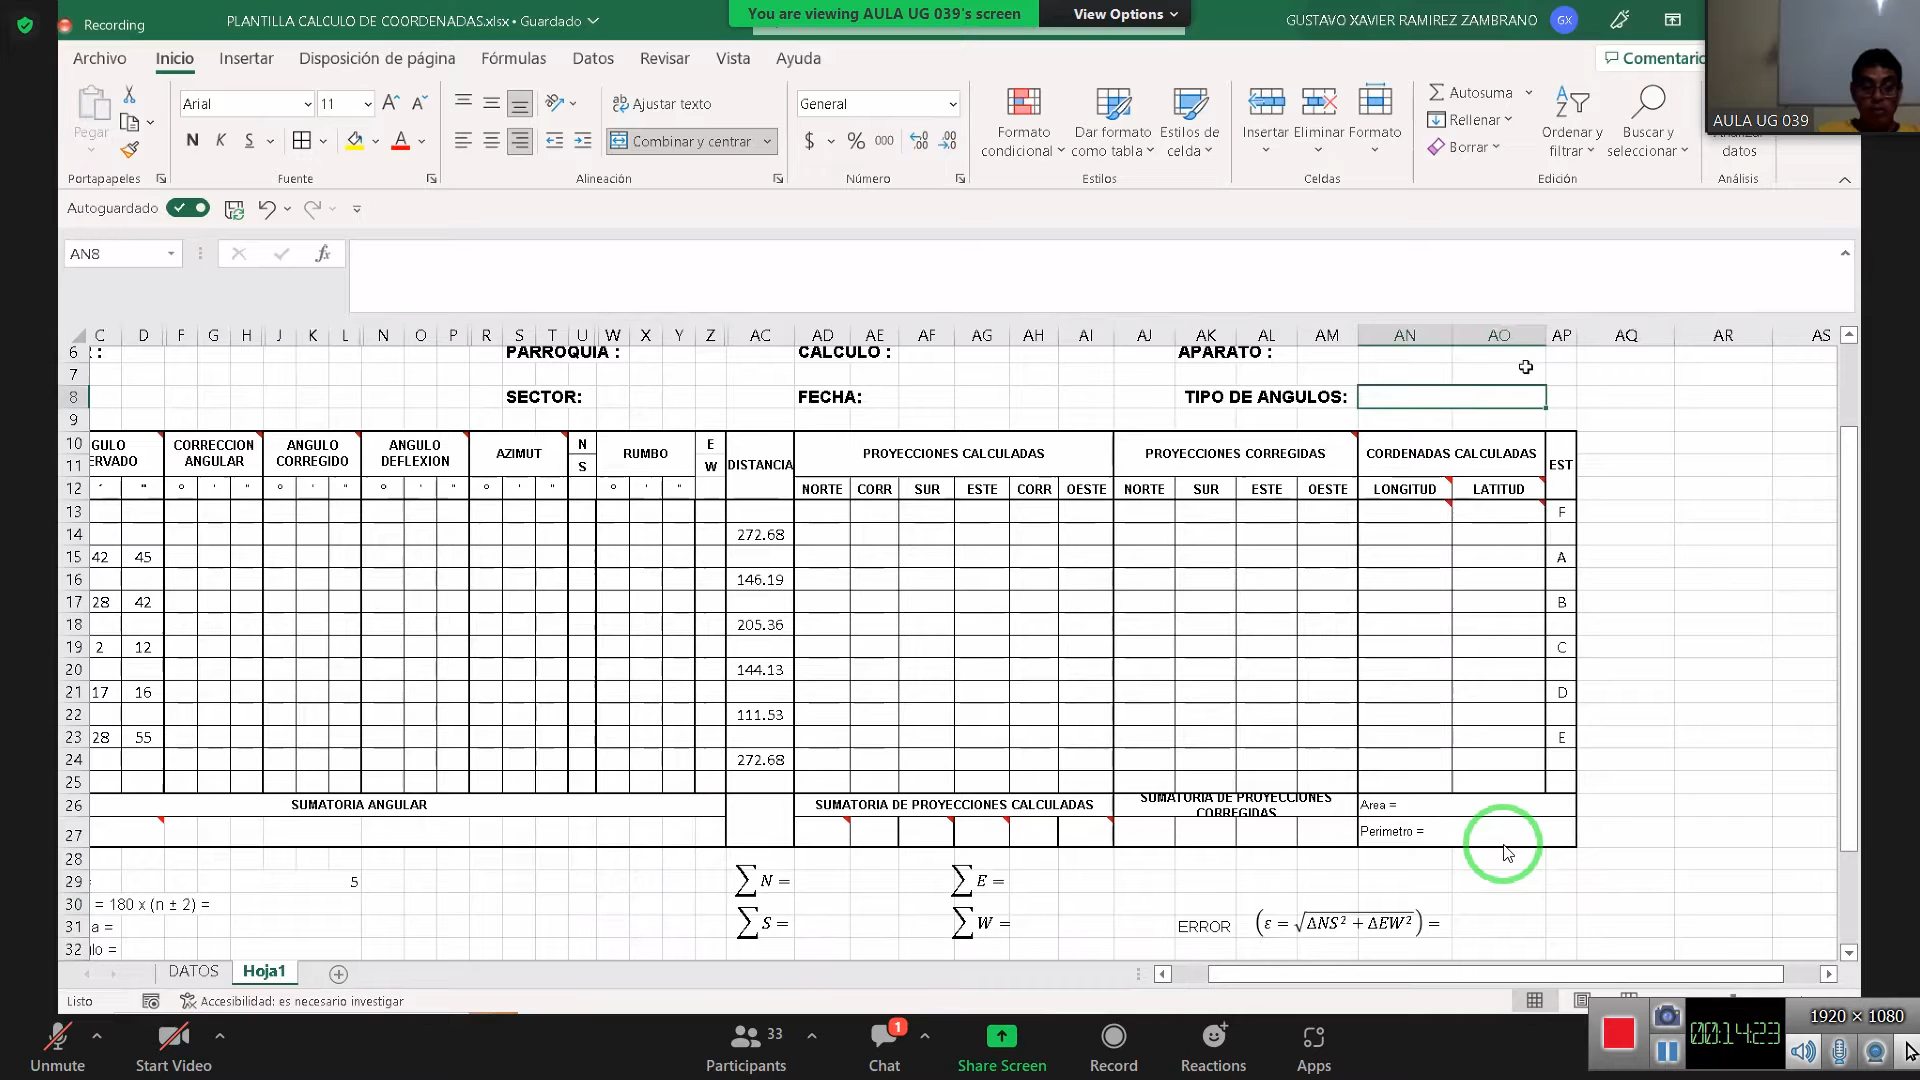 Recording
PLANTILLA CALCULO DE COORDENADAS.xlsx • Guardado
You are viewing AULA UG 039's screen
View Options
GUSTAVO XAVIER RAMIREZ ZAMBRANO
GX
Archivo Inicio Insertar Disposición de página Fórmulas Datos Revisar Vista Ayuda
Comentario
AULA UG 039
Pegar
Arial 11
N K S
Ajustar texto
Combinar y centrar
General
$ % 000
Formato condicional
Dar formato como tabla
Estilos de celda
Insertar Eliminar Formato
Autosuma
Rellenar
Borrar
Ordenar y filtrar
Buscar y seleccionar
datos
Portapapeles Fuente Alineación Número Estilos Celdas Edición Análisis
Autoguardado
AN8
fx
C D F G H J K L N O P R S T U W X Y Z AC AD AE AF AG AH AI AJ AK AL AM AN AO AP AQ AR AS
6 PARROQUIA : CALCULO : APARATO :
7
8 SECTOR: FECHA: TIPO DE ANGULOS:
9
10 GULO CORRECCION ANGULO ANGULO AZIMUT N RUMBO E DISTANCIA PROYECCIONES CALCULADAS PROYECCIONES CORREGIDAS CORDENADAS CALCULADAS EST
11 ERVADO ANGULAR CORREGIDO DEFLEXION S W
12 ´ " ° ' " ° ' " ° ' " ° ' " ° ' " NORTE CORR SUR ESTE CORR OESTE NORTE SUR ESTE OESTE LONGITUD LATITUD
13 F
14 272.68
15 42 45 A
16 146.19
17 28 42 B
18 205.36
19 2 12 C
20 144.13
21 17 16 D
22 111.53
23 28 55 E
24 272.68
25
26 SUMATORIA ANGULAR SUMATORIA DE PROYECCIONES CALCULADAS SUMATORIA DE PROYECCIONES CORREGIDAS Area =
27 Perimetro =
28
29 5 ∑ N = ∑ E =
30 = 180 x (n ± 2) =
31 a = ∑ S = ∑ W = ERROR (ε = √ΔNS² + ΔEW²) =
32 lo =
DATOS Hoja1
Listo
Accesibilidad: es necesario investigar
1920 × 1080
00:14:23
33
1
Unmute Start Video Participants Chat Share Screen Record Reactions Apps